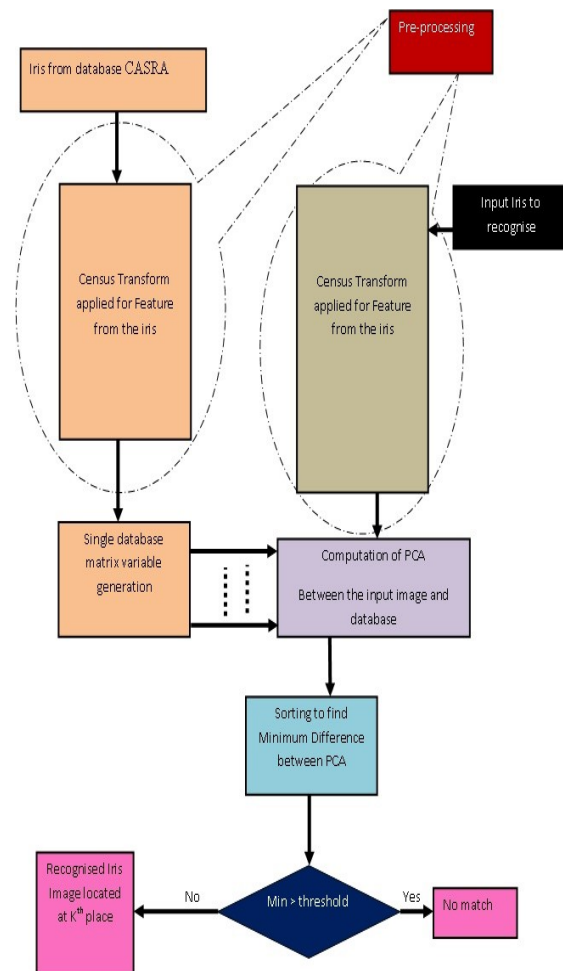 Pre-processing
Iris from database CASRA
Input Iris to
recognise
Census Transform
applied for Feature
from the iris
Census Transform
applied for Feature
from the iris
Single database
matrix variable
generation
Computation of PCA
Between the input image and
database
Sorting to find
Minimum Difference
between PCA
Recognised Iris
Image located
at Kth place
No
Min > threshold
Yes
No match